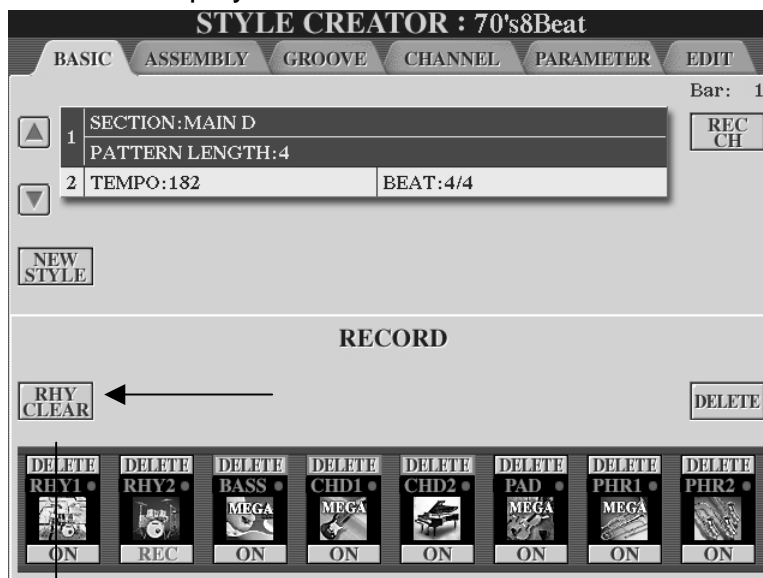 STYLE CREATOR : 70's8Beat
BASIC ASSEMBLY GROOVE CHANNEL PARAMETER EDIT
Bar: 1
1 SECTION:MAIN D
PATTERN LENGTH:4
2 TEMPO:182 BEAT:4/4
REC
CH
NEW
STYLE
RECORD
RHY
CLEAR
DELETE
DELETE DELETE DELETE DELETE DELETE DELETE DELETE DELETE
RHY1 RHY2 BASS CHD1 CHD2 PAD PHR1 PHR2
MEGA MEGA MEGA MEGA
ON REC ON ON ON ON ON ON